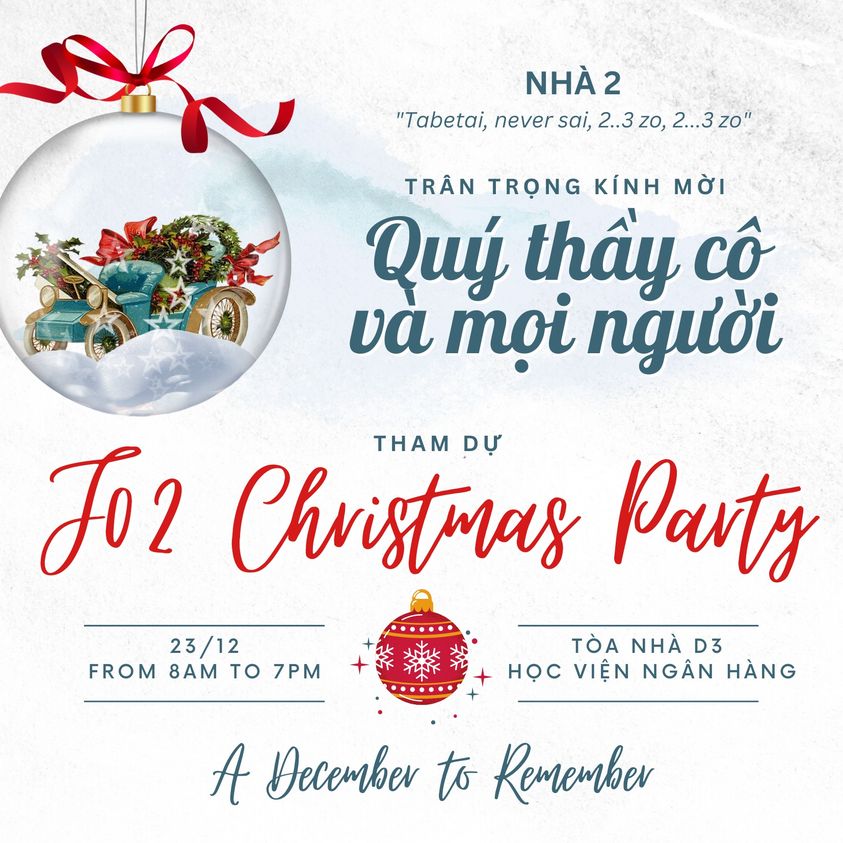 NHÀ 2
"Tabetai, never sai, 2..3 zo, 2...3 zo"
TRÂN TRỌNG KÍNH MỜI
Quý thầy cô
và mọi người
THAM DỰ
J02 Christmas Party
23/12
FROM 8AM TO 7PM
TÒA NHÀ D3
HỌC VIỆN NGÂN HÀNG
A December to Remember